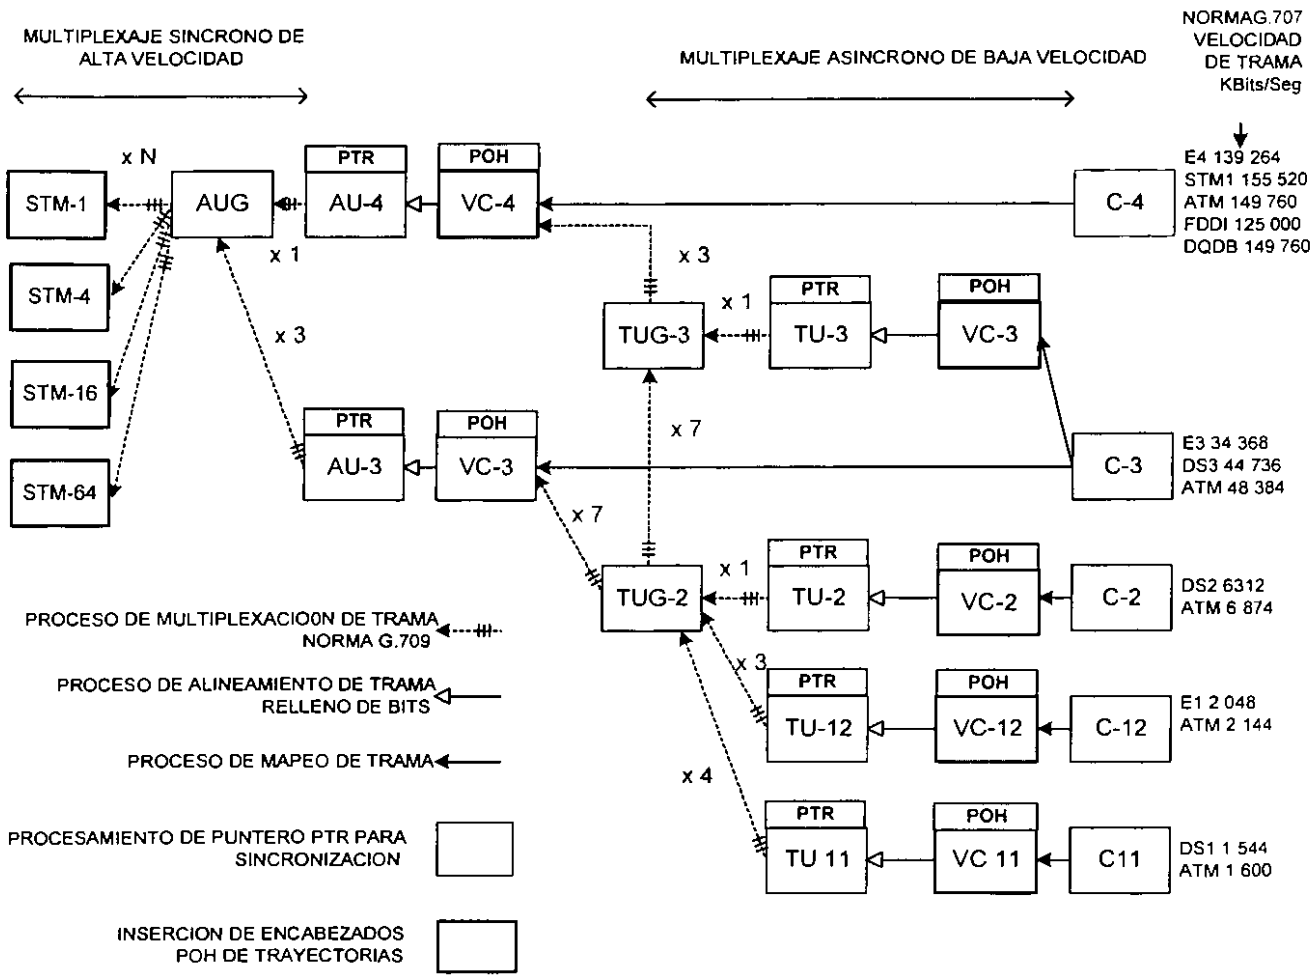 MULTIPLEXAJE SINCRONO DE
ALTA VELOCIDAD
MULTIPLEXAJE ASINCRONO DE BAJA VELOCIDAD
NORMAG.707
VELOCIDAD
DE TRAMA
KBits/Seg
x N
PTR
POH
STM-1
AUG
AU-4
VC-4
C-4
E4 139 264
STM1 155 520
ATM 149 760
FDDI 125 000
DQDB 149 760
x 1
x 3
STM-4
x 1
PTR
POH
TUG-3
TU-3
VC-3
x 3
STM-16
PTR
POH
x 7
AU-3
VC-3
C-3
E3 34 368
DS3 44 736
ATM 48 384
STM-64
x 7
PTR
POH
x 1
TUG-2
TU-2
VC-2
C-2
DS2 6312
ATM 6 874
PROCESO DE MULTIPLEXACIO0N DE TRAMA
NORMA G.709
x 3
PTR
POH
PROCESO DE ALINEAMIENTO DE TRAMA
RELLENO DE BITS
TU-12
VC-12
C-12
E1 2 048
ATM 2 144
PROCESO DE MAPEO DE TRAMA
x 4
PTR
POH
PROCESAMIENTO DE PUNTERO PTR PARA
SINCRONIZACION
TU 11
VC 11
C11
DS1 1 544
ATM 1 600
INSERCION DE ENCABEZADOS
POH DE TRAYECTORIAS